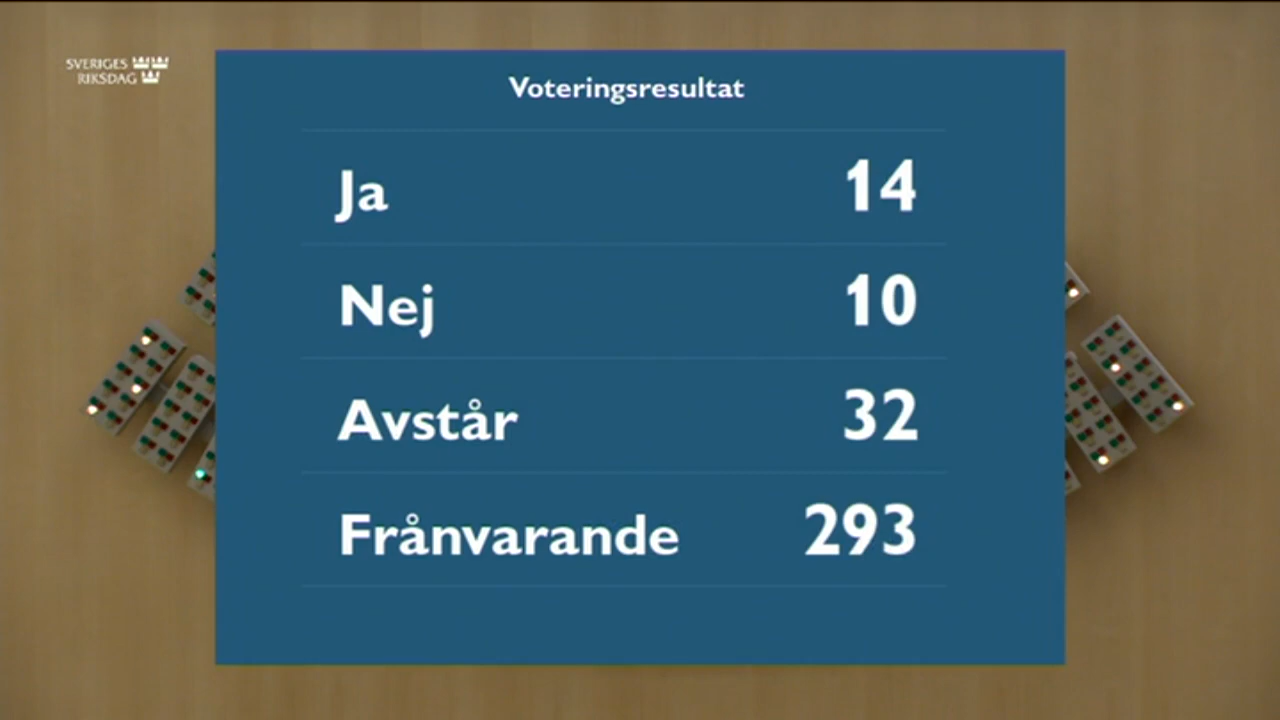 SVERIGES
RIKSDAG
Voteringsresultat
Ja 14
Nej 10
Avstår 32
Frånvarande 293